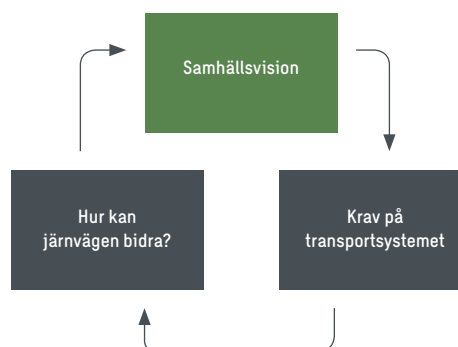 Samhällsvision
Hur kan
järnvägen bidra?
Krav på
transportsystemet